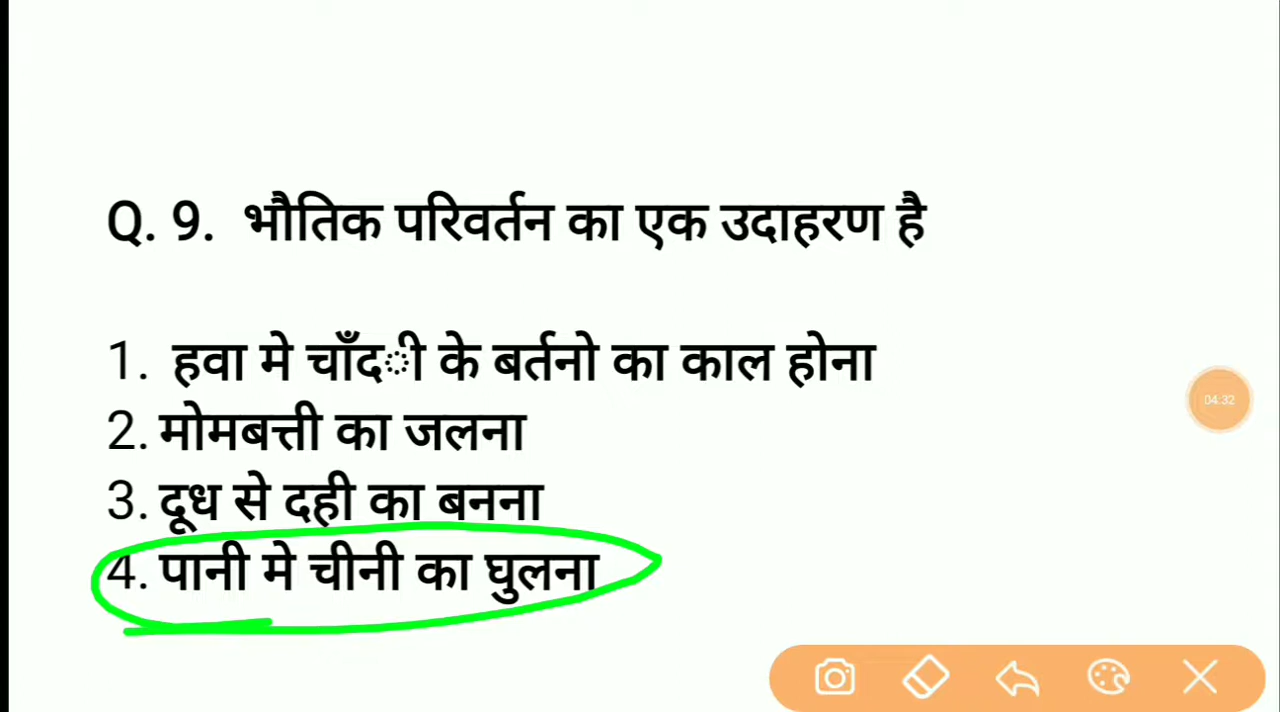 Q. 9. भौतिक परिवर्तन का एक उदाहरण है
1. हवा मे चाँद◌ी के बर्तनो का काल होना
2. मोमबत्ती का जलना
04:32
3. दूध से दही का बनना
4. पानी मे चीनी का घुलना